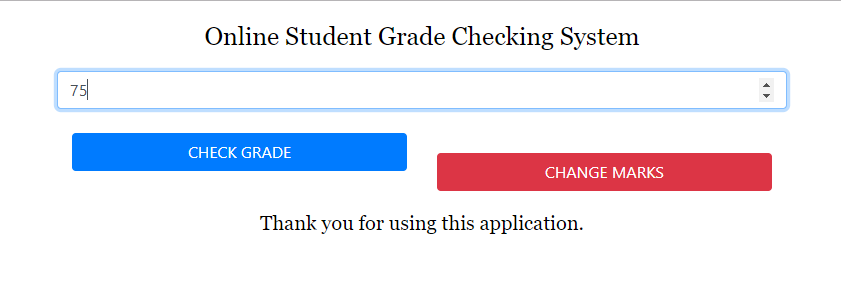 Online Student Grade Checking System
75
CHECK GRADE
CHANGE MARKS
Thank you for using this application.